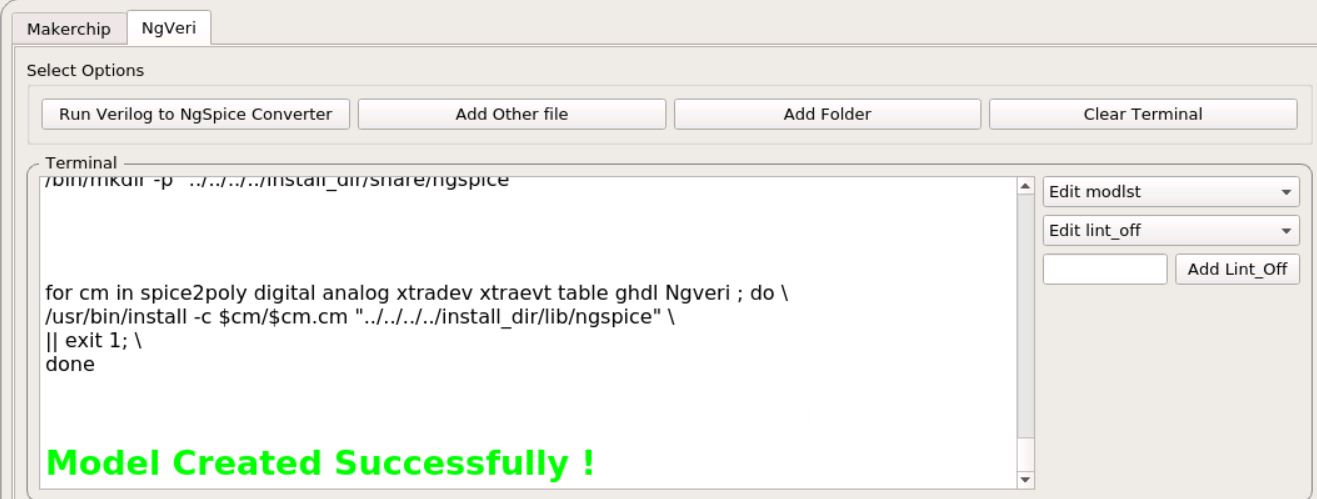 Makerchip NgVeri
Select Options
Run Verilog to NgSpice Converter Add Other file Add Folder Clear Terminal
Terminal
/bin/mkdir -p "../../../../install_dir/share/ngspice
Edit modlst
Edit lint_off
Add Lint_Off
for cm in spice2poly digital analog xtradev xtraevt table ghdl Ngveri ; do \
/usr/bin/install -c $cm/$cm.cm "../../../../install_dir/lib/ngspice" \
|| exit 1; \
done
Model Created Successfully !